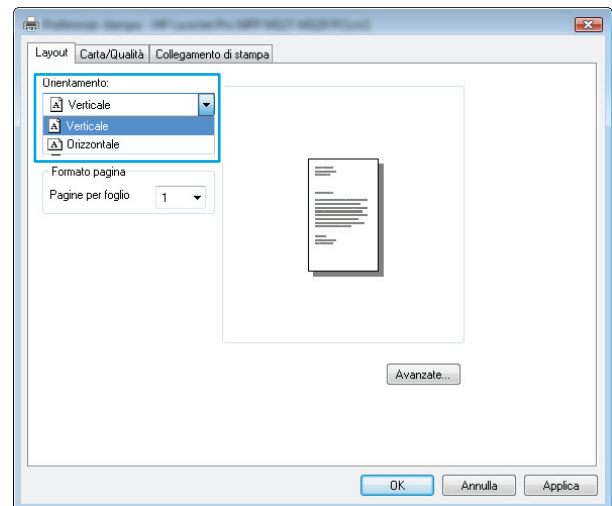 Layout Carta/Qualità Collegamento di stampa
Orientamento:
Verticale
Verticale
Orizzontale
Formato pagina
Pagine per foglio 1
Avanzate...
OK Annulla Applica